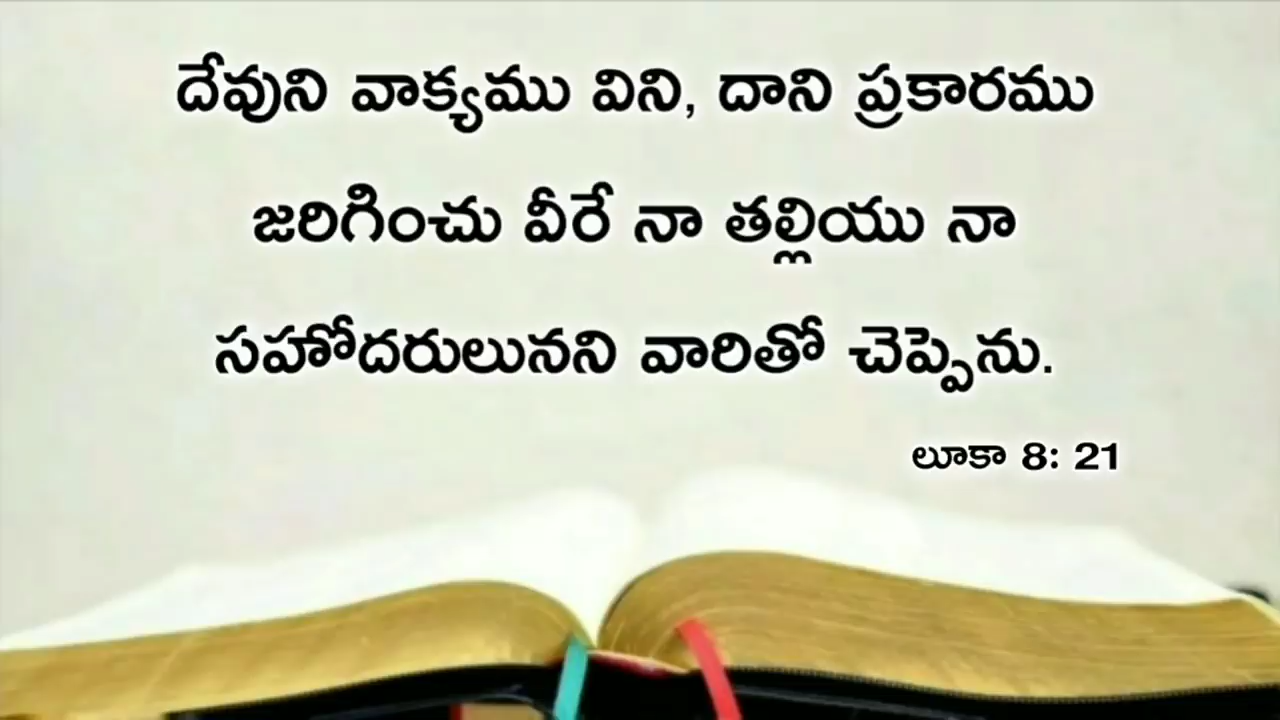 దేవుని వాక్యము విని, దాని ప్రకారము
జరిగించు వీరే నా తల్లియు నా
సహోదరులునని వారితో చెప్పెను.
లూకా 8: 21